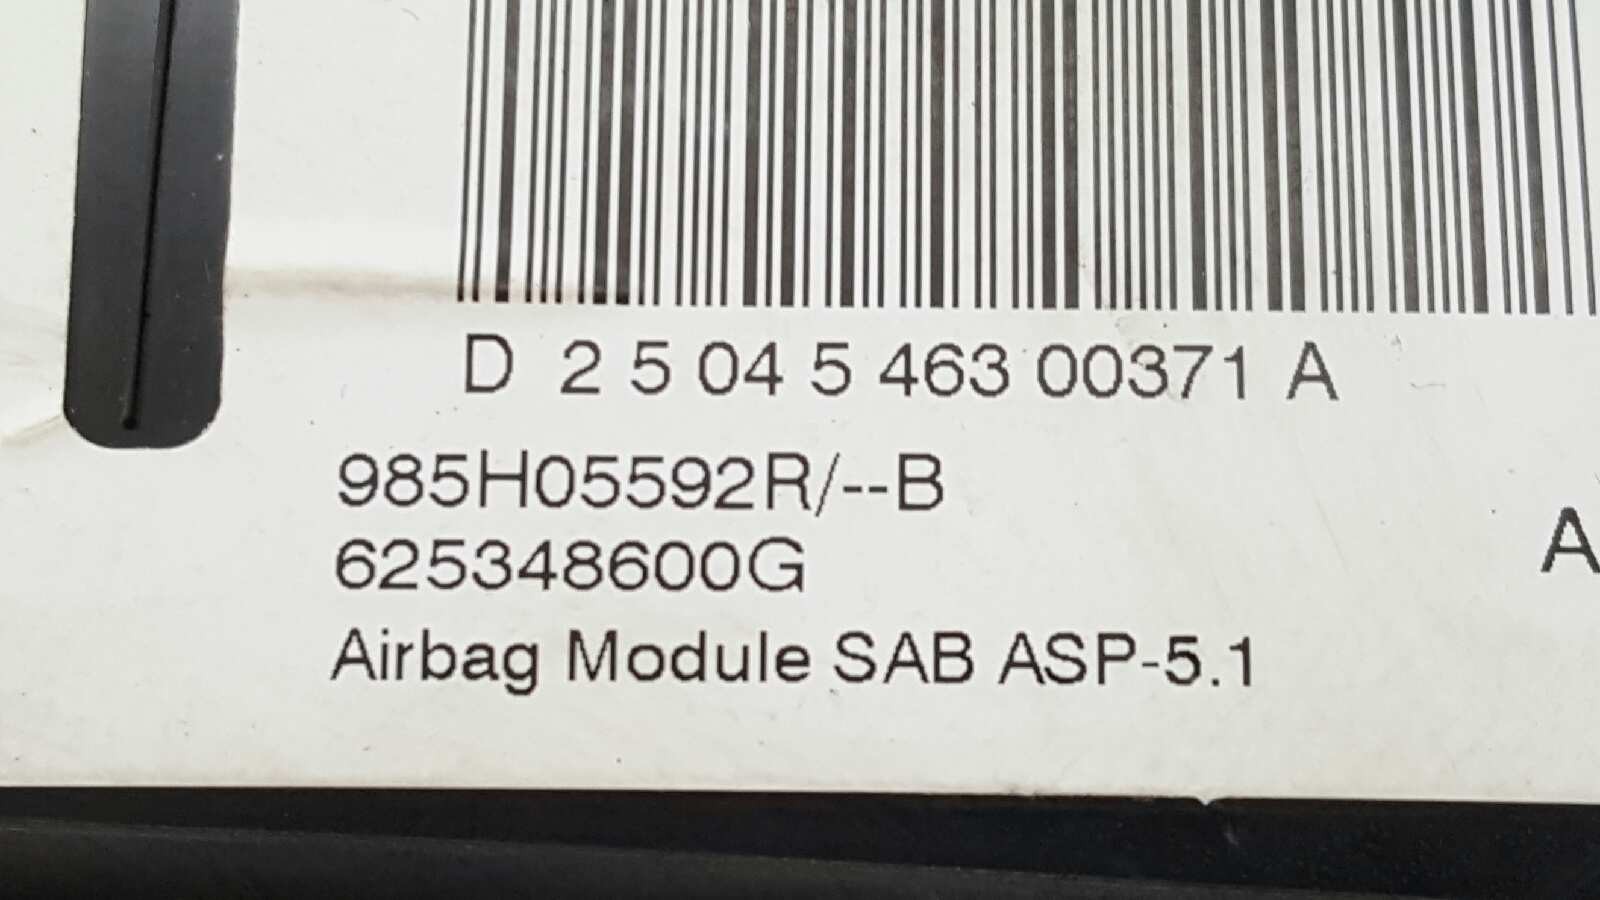 D 2 5 04 5 463 00371 A
985H05592R/--B
625348600G
A
Airbag Module SAB ASP-5.1